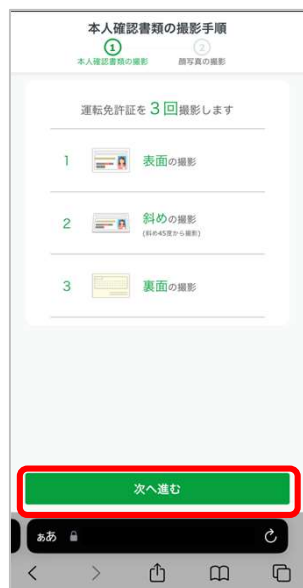 本人確認書類の撮影手順
1 2
本人確認書類の撮影 顔写真の撮影
運転免許証を3回撮影します
1 表面の撮影
2 斜めの撮影
(斜め45度から撮影)
3 裏面の撮影
次へ進む
ぁあ